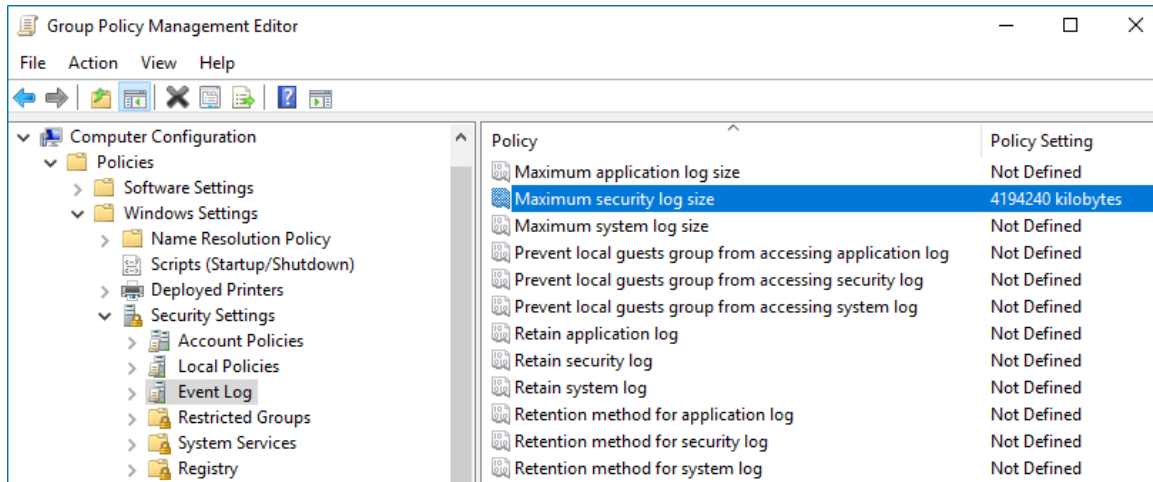 Group Policy Management Editor
File Action View Help
Computer Configuration
Policies
Software Settings
Windows Settings
Name Resolution Policy
Scripts (Startup/Shutdown)
Deployed Printers
Security Settings
Account Policies
Local Policies
Event Log
Restricted Groups
System Services
Registry
Policy Policy Setting
Maximum application log size Not Defined
Maximum security log size 4194240 kilobytes
Maximum system log size Not Defined
Prevent local guests group from accessing application log Not Defined
Prevent local guests group from accessing security log Not Defined
Prevent local guests group from accessing system log Not Defined
Retain application log Not Defined
Retain security log Not Defined
Retain system log Not Defined
Retention method for application log Not Defined
Retention method for security log Not Defined
Retention method for system log Not Defined